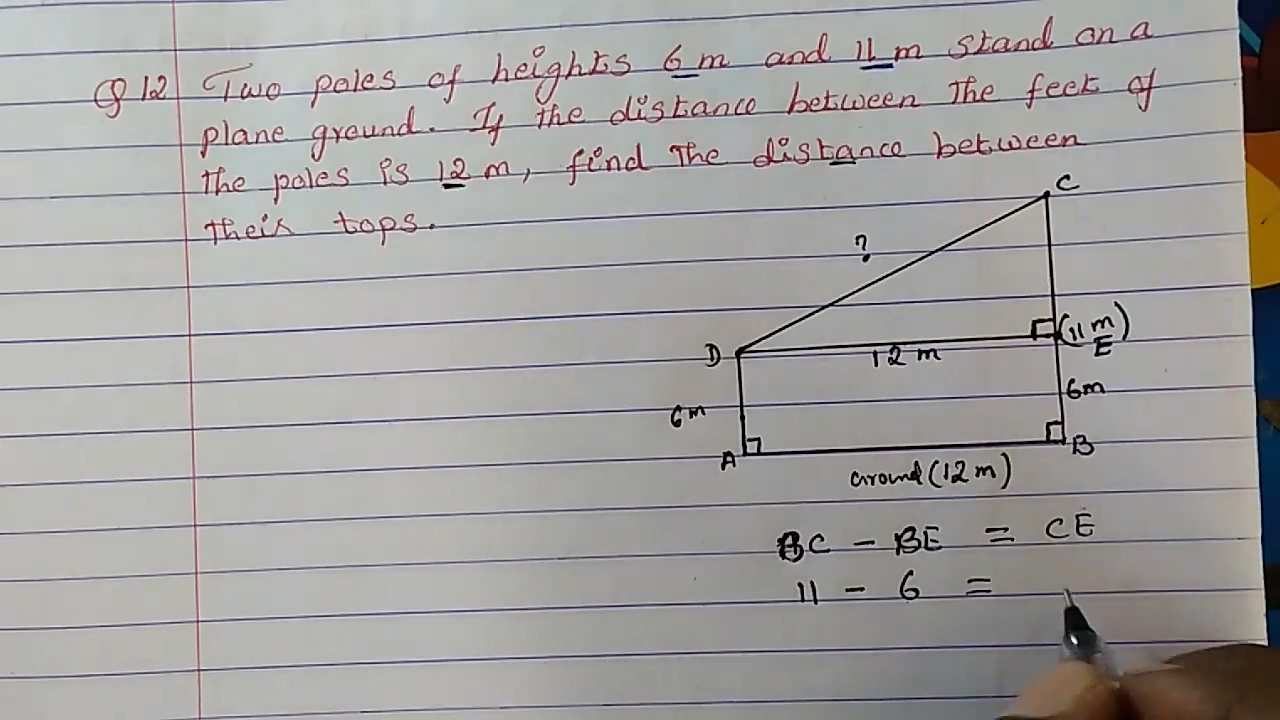 Q 12 Two poles of heights 6 m and 11 m stand on a
plane ground. If the distance between the feet of
the poles is 12 m, find the distance between
their tops.
C
?
D
12 m
(11 m)
E
6m
6m
A
B
Ground (12 m)
BC - BE = CE
11 - 6 =